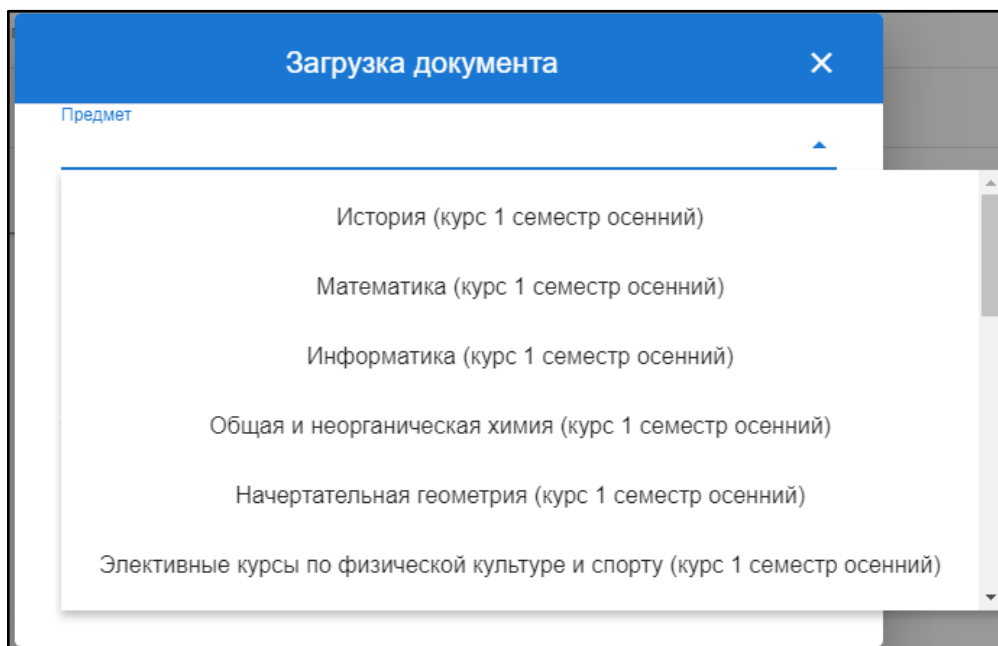 Загрузка документа
Предмет
История (курс 1 семестр осенний)
Математика (курс 1 семестр осенний)
Информатика (курс 1 семестр осенний)
Общая и неорганическая химия (курс 1 семестр осенний)
Начертательная геометрия (курс 1 семестр осенний)
Элективные курсы по физической культуре и спорту (курс 1 семестр осенний)